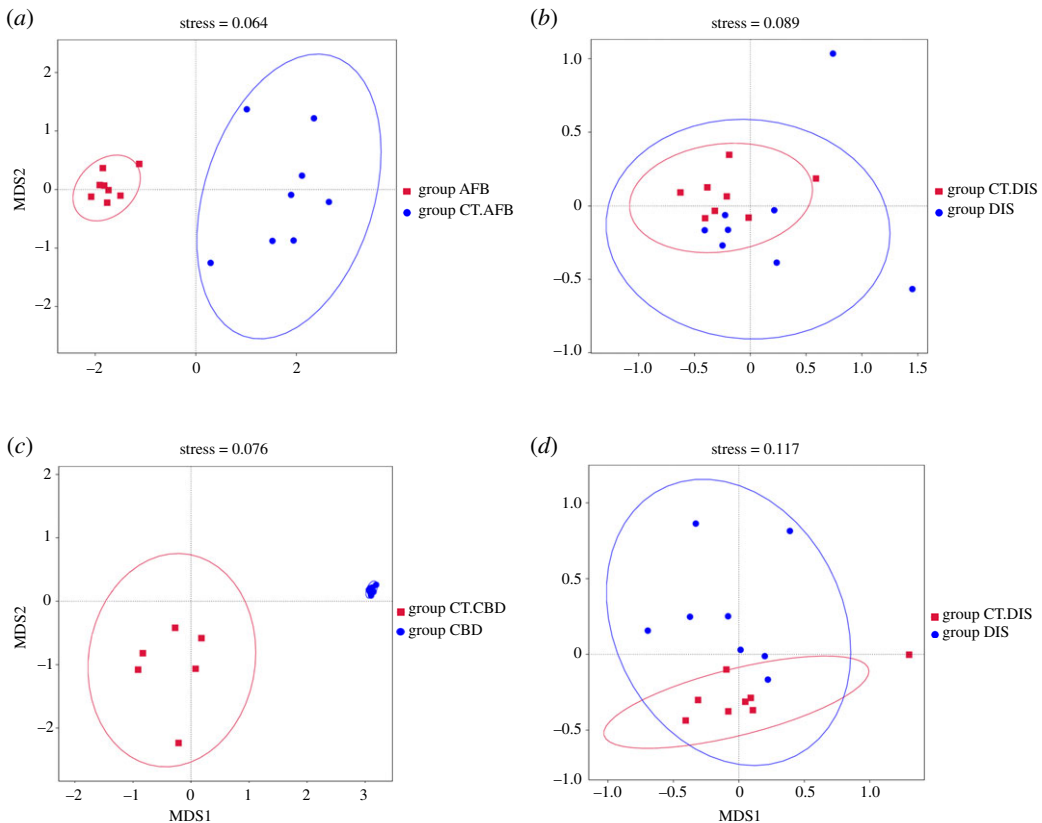 (a)
stress = 0.064
2
1
0
–1
–2
MDS2
–2
0
2
group AFB
group CT.AFB
(b)
stress = 0.089
1.0
0.5
0
–0.5
–1.0
–1.0
–0.5
0
0.5
1.0
1.5
group CT.DIS
group DIS
(c)
stress = 0.076
2
1
0
–1
–2
MDS2
–2
–1
0
1
2
3
MDS1
group CT.CBD
group CBD
(d)
stress = 0.117
1.0
0.5
0
–0.5
–1.0
–1.0
–0.5
0
0.5
1.0
MDS1
group CT.DIS
group DIS